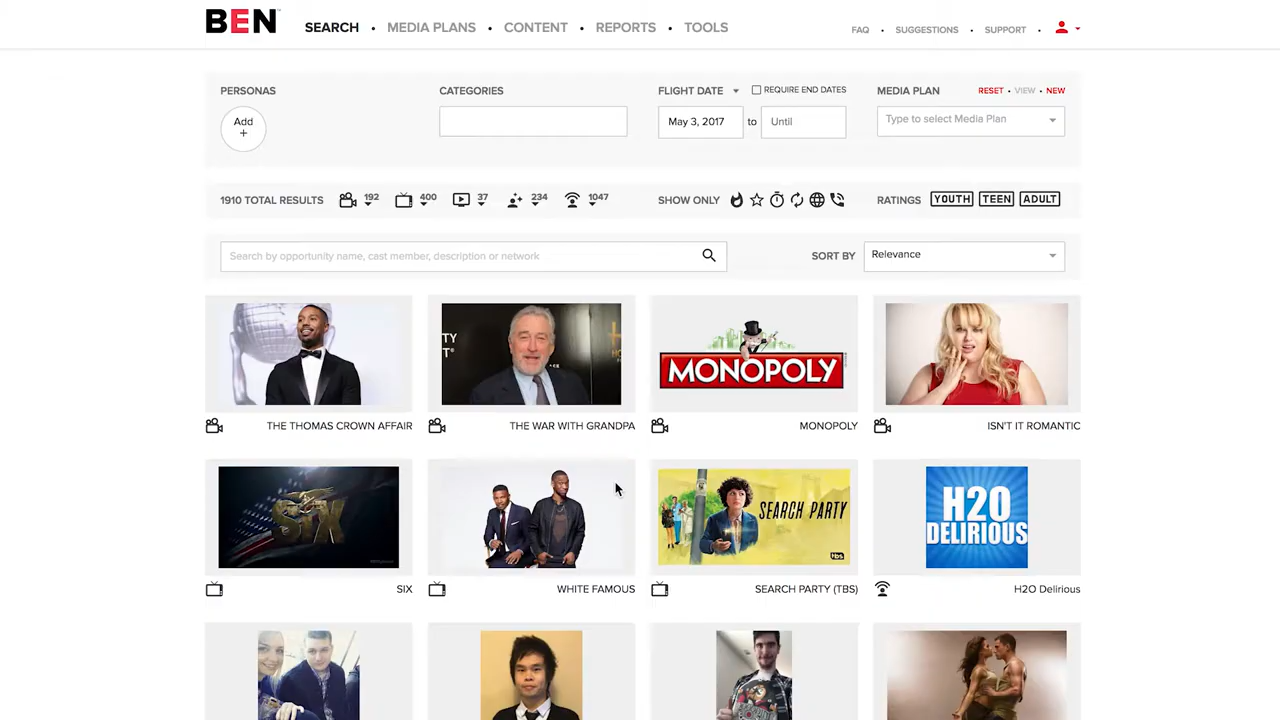 BEN™
SEARCH • MEDIA PLANS • CONTENT • REPORTS • TOOLS
FAQ • SUGGESTIONS • SUPPORT •
PERSONAS
Add
+
CATEGORIES
FLIGHT DATE
REQUIRE END DATES
May 3, 2017 to Until
MEDIA PLAN
RESET • VIEW • NEW
Type to select Media Plan
1910 TOTAL RESULTS 192 400 37 234 1047
SHOW ONLY
RATINGS YOUTH TEEN ADULT
Search by opportunity name, cast member, description or network
SORT BY Relevance
MONOPOLY
THE THOMAS CROWN AFFAIR
THE WAR WITH GRANDPA
MONOPOLY
ISN'T IT ROMANTIC
SIX
SEARCH PARTY
tbs
H2O
DELIRIOUS
SIX
WHITE FAMOUS
SEARCH PARTY (TBS)
H2O Delirious